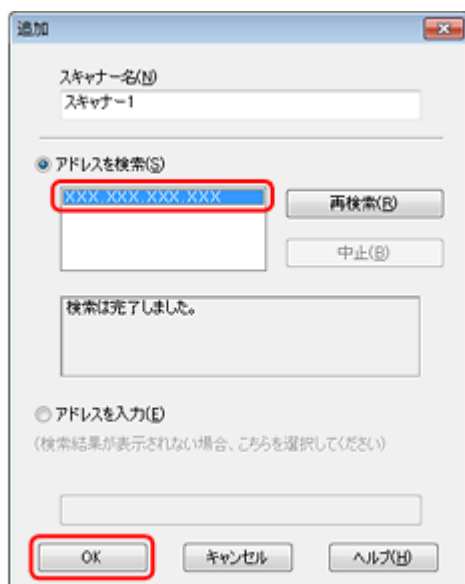 追加
スキャナー名(N)
スキャナー1
アドレスを検索(S)
XXX.XXX.XXX.XXX
再検索(R)
中止(B)
検索は完了しました。
アドレスを入力(E)
(検索結果が表示されない場合、こちらを選択してください)
OK
キャンセル
ヘルプ(H)